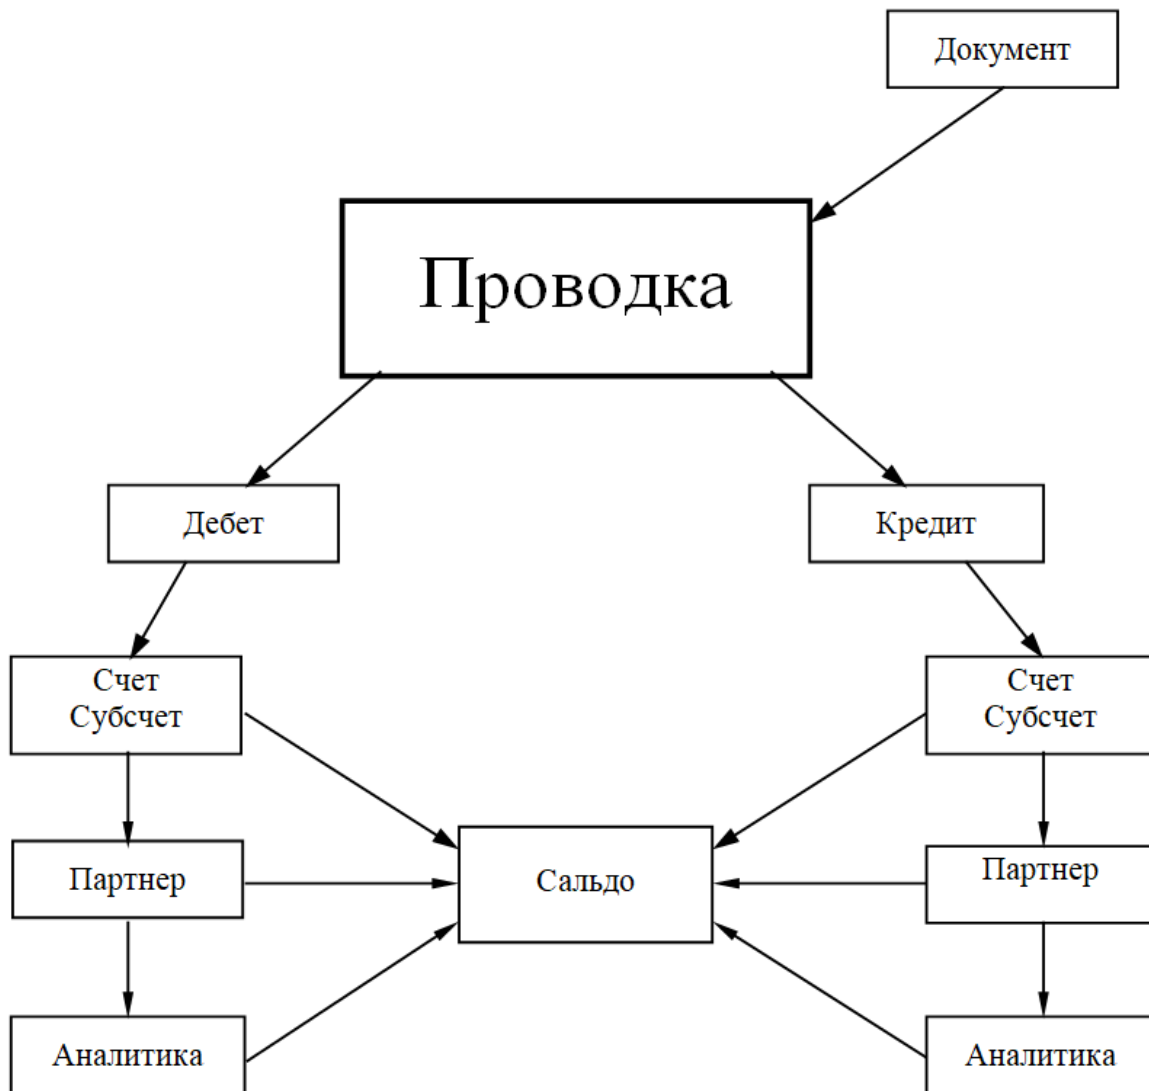 Документ
Проводка
Дебет
Кредит
Счет
Субсчет
Счет
Субсчет
Партнер
Сальдо
Партнер
Аналитика
Аналитика